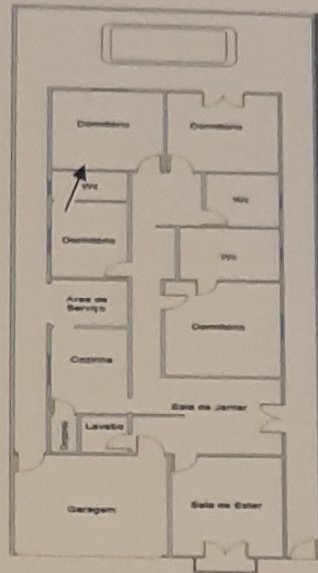 Dormitório
Dormitório
Wc
Wc
Dormitório
Wc
Área de
Serviço
Dormitório
Cozinha
Sala de Jantar
Despensa
Lavabo
Garagem
Sala de Estar